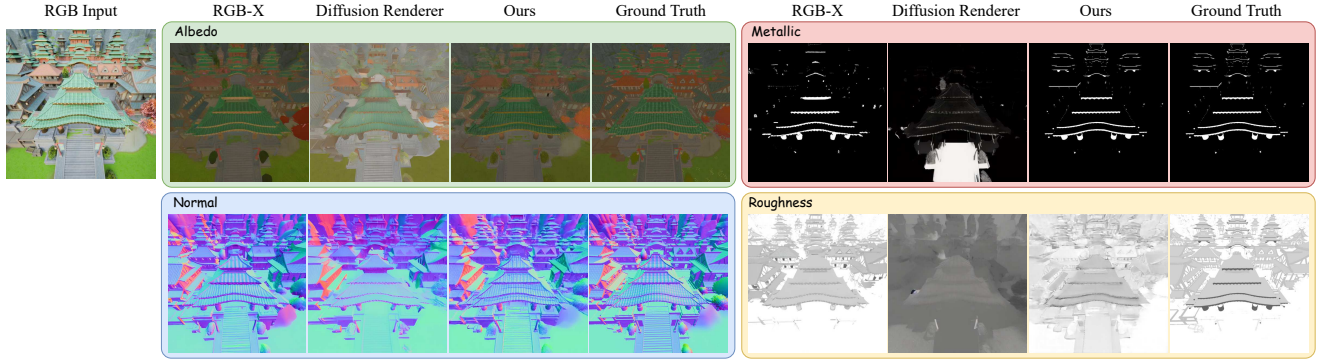 RGB Input RGB-X Diffusion Renderer Ours Ground Truth RGB-X Diffusion Renderer Ours Ground Truth
Albedo Metallic
Normal Roughness